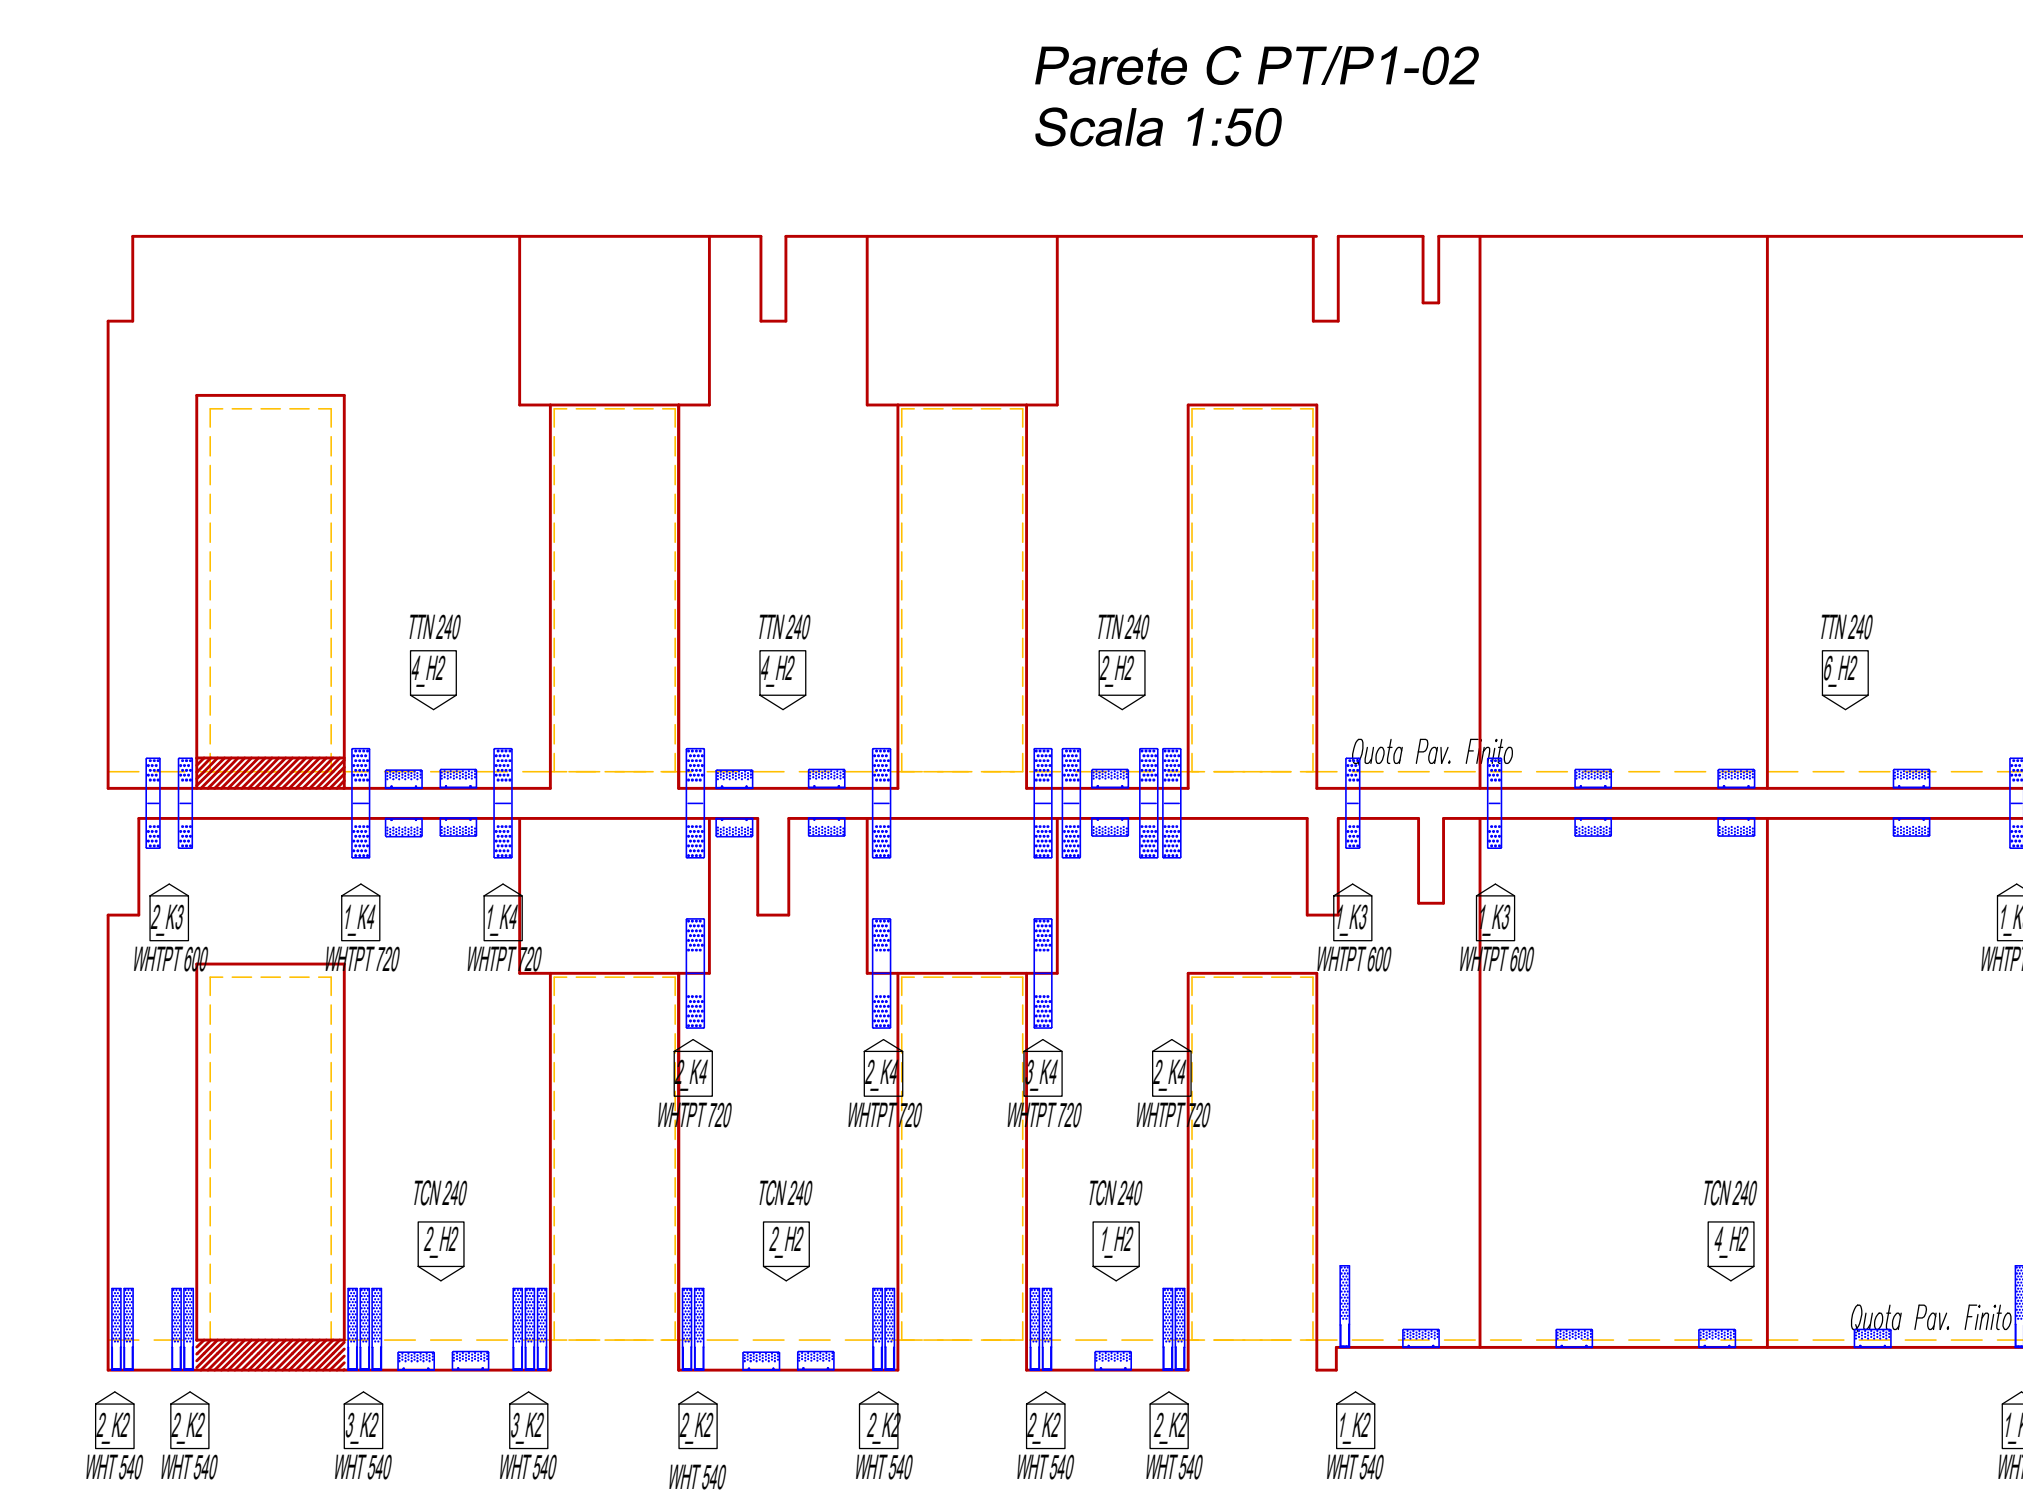 Parete C PT/P1-02
Scala 1:50
TTN 240
4_H2
TTN 240
4_H2
TTN 240
2_H2
TTN 240
6_H2
Quota Pav. Finito
2_K3
WHTPT 600
1_K4
WHTPT 720
1_K4
WHTPT 720
1_K3
WHTPT 600
1_K3
WHTPT 600
2_K4
WHTPT 720
2_K4
WHTPT 720
3_K4
WHTPT 720
2_K4
WHTPT 720
TCN 240
2_H2
TCN 240
2_H2
TCN 240
1_H2
TCN 240
4_H2
Quota Pav. Finito
2_K2
WHT 540
2_K2
WHT 540
3_K2
WHT 540
3_K2
WHT 540
2_K2
WHT 540
2_K2
WHT 540
2_K2
WHT 540
2_K2
WHT 540
1_K2
WHT 540